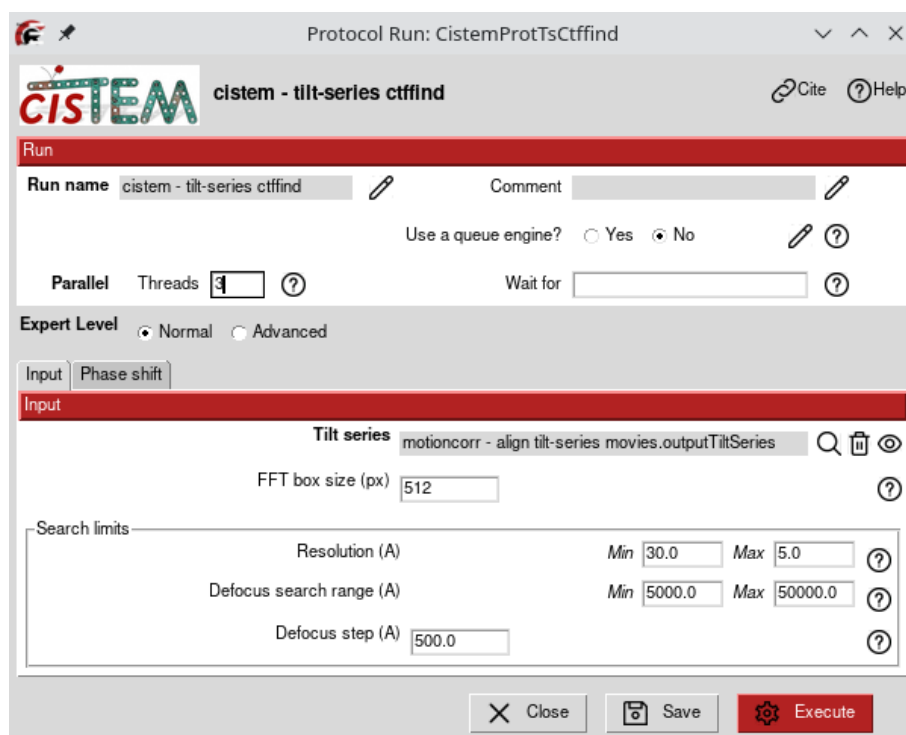 Protocol Run: CistemProtTsCtffind
cisTEM cistem - tilt-series ctffind Cite Help
Run
Run name cistem - tilt-series ctffind Comment
Use a queue engine? Yes No
Parallel Threads 3 Wait for
Expert Level Normal Advanced
Input Phase shift
Input
Tilt series motioncorr - align tilt-series movies.outputTiltSeries
FFT box size (px) 512
Search limits
Resolution (A) Min 30.0 Max 5.0
Defocus search range (A) Min 5000.0 Max 50000.0
Defocus step (A) 500.0
Close Save Execute